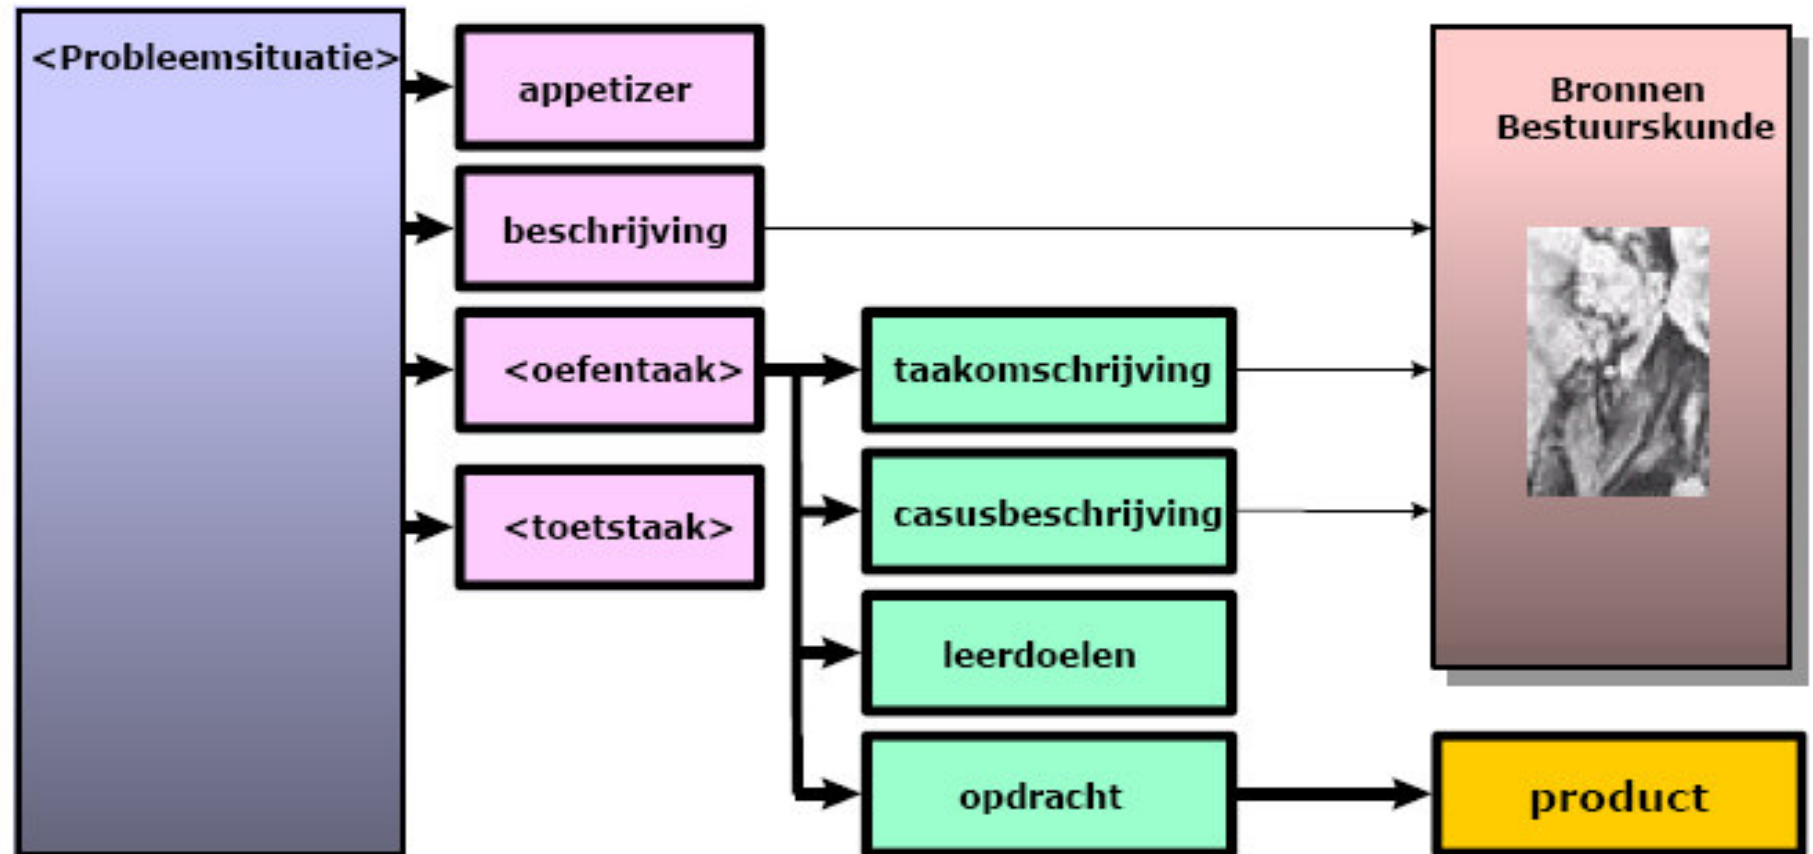 <Probleemsituatie>
appetizer
beschrijving
<oefentaak>
<toetstaak>
taakomschrijving
casusbeschrijving
leerdoelen
opdracht
Bronnen
Bestuurskunde
product